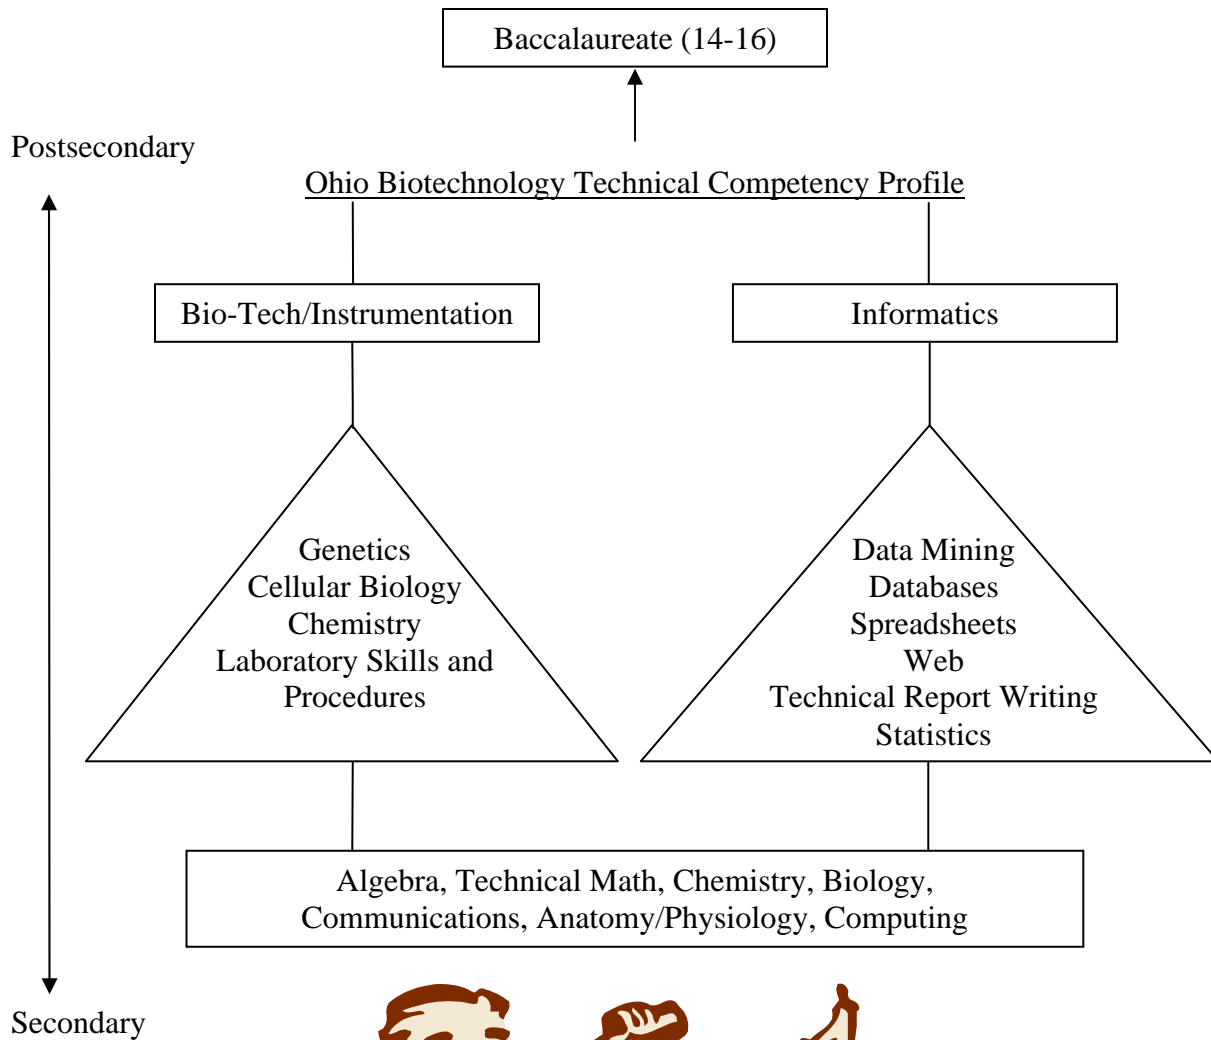 Baccalaureate (14-16)
Postsecondary
Ohio Biotechnology Technical Competency Profile
Bio-Tech/Instrumentation
Informatics
Genetics
Cellular Biology
Chemistry
Laboratory Skills and
Procedures
Data Mining
Databases
Spreadsheets
Web
Technical Report Writing
Statistics
Algebra, Technical Math, Chemistry, Biology,
Communications, Anatomy/Physiology, Computing
Secondary